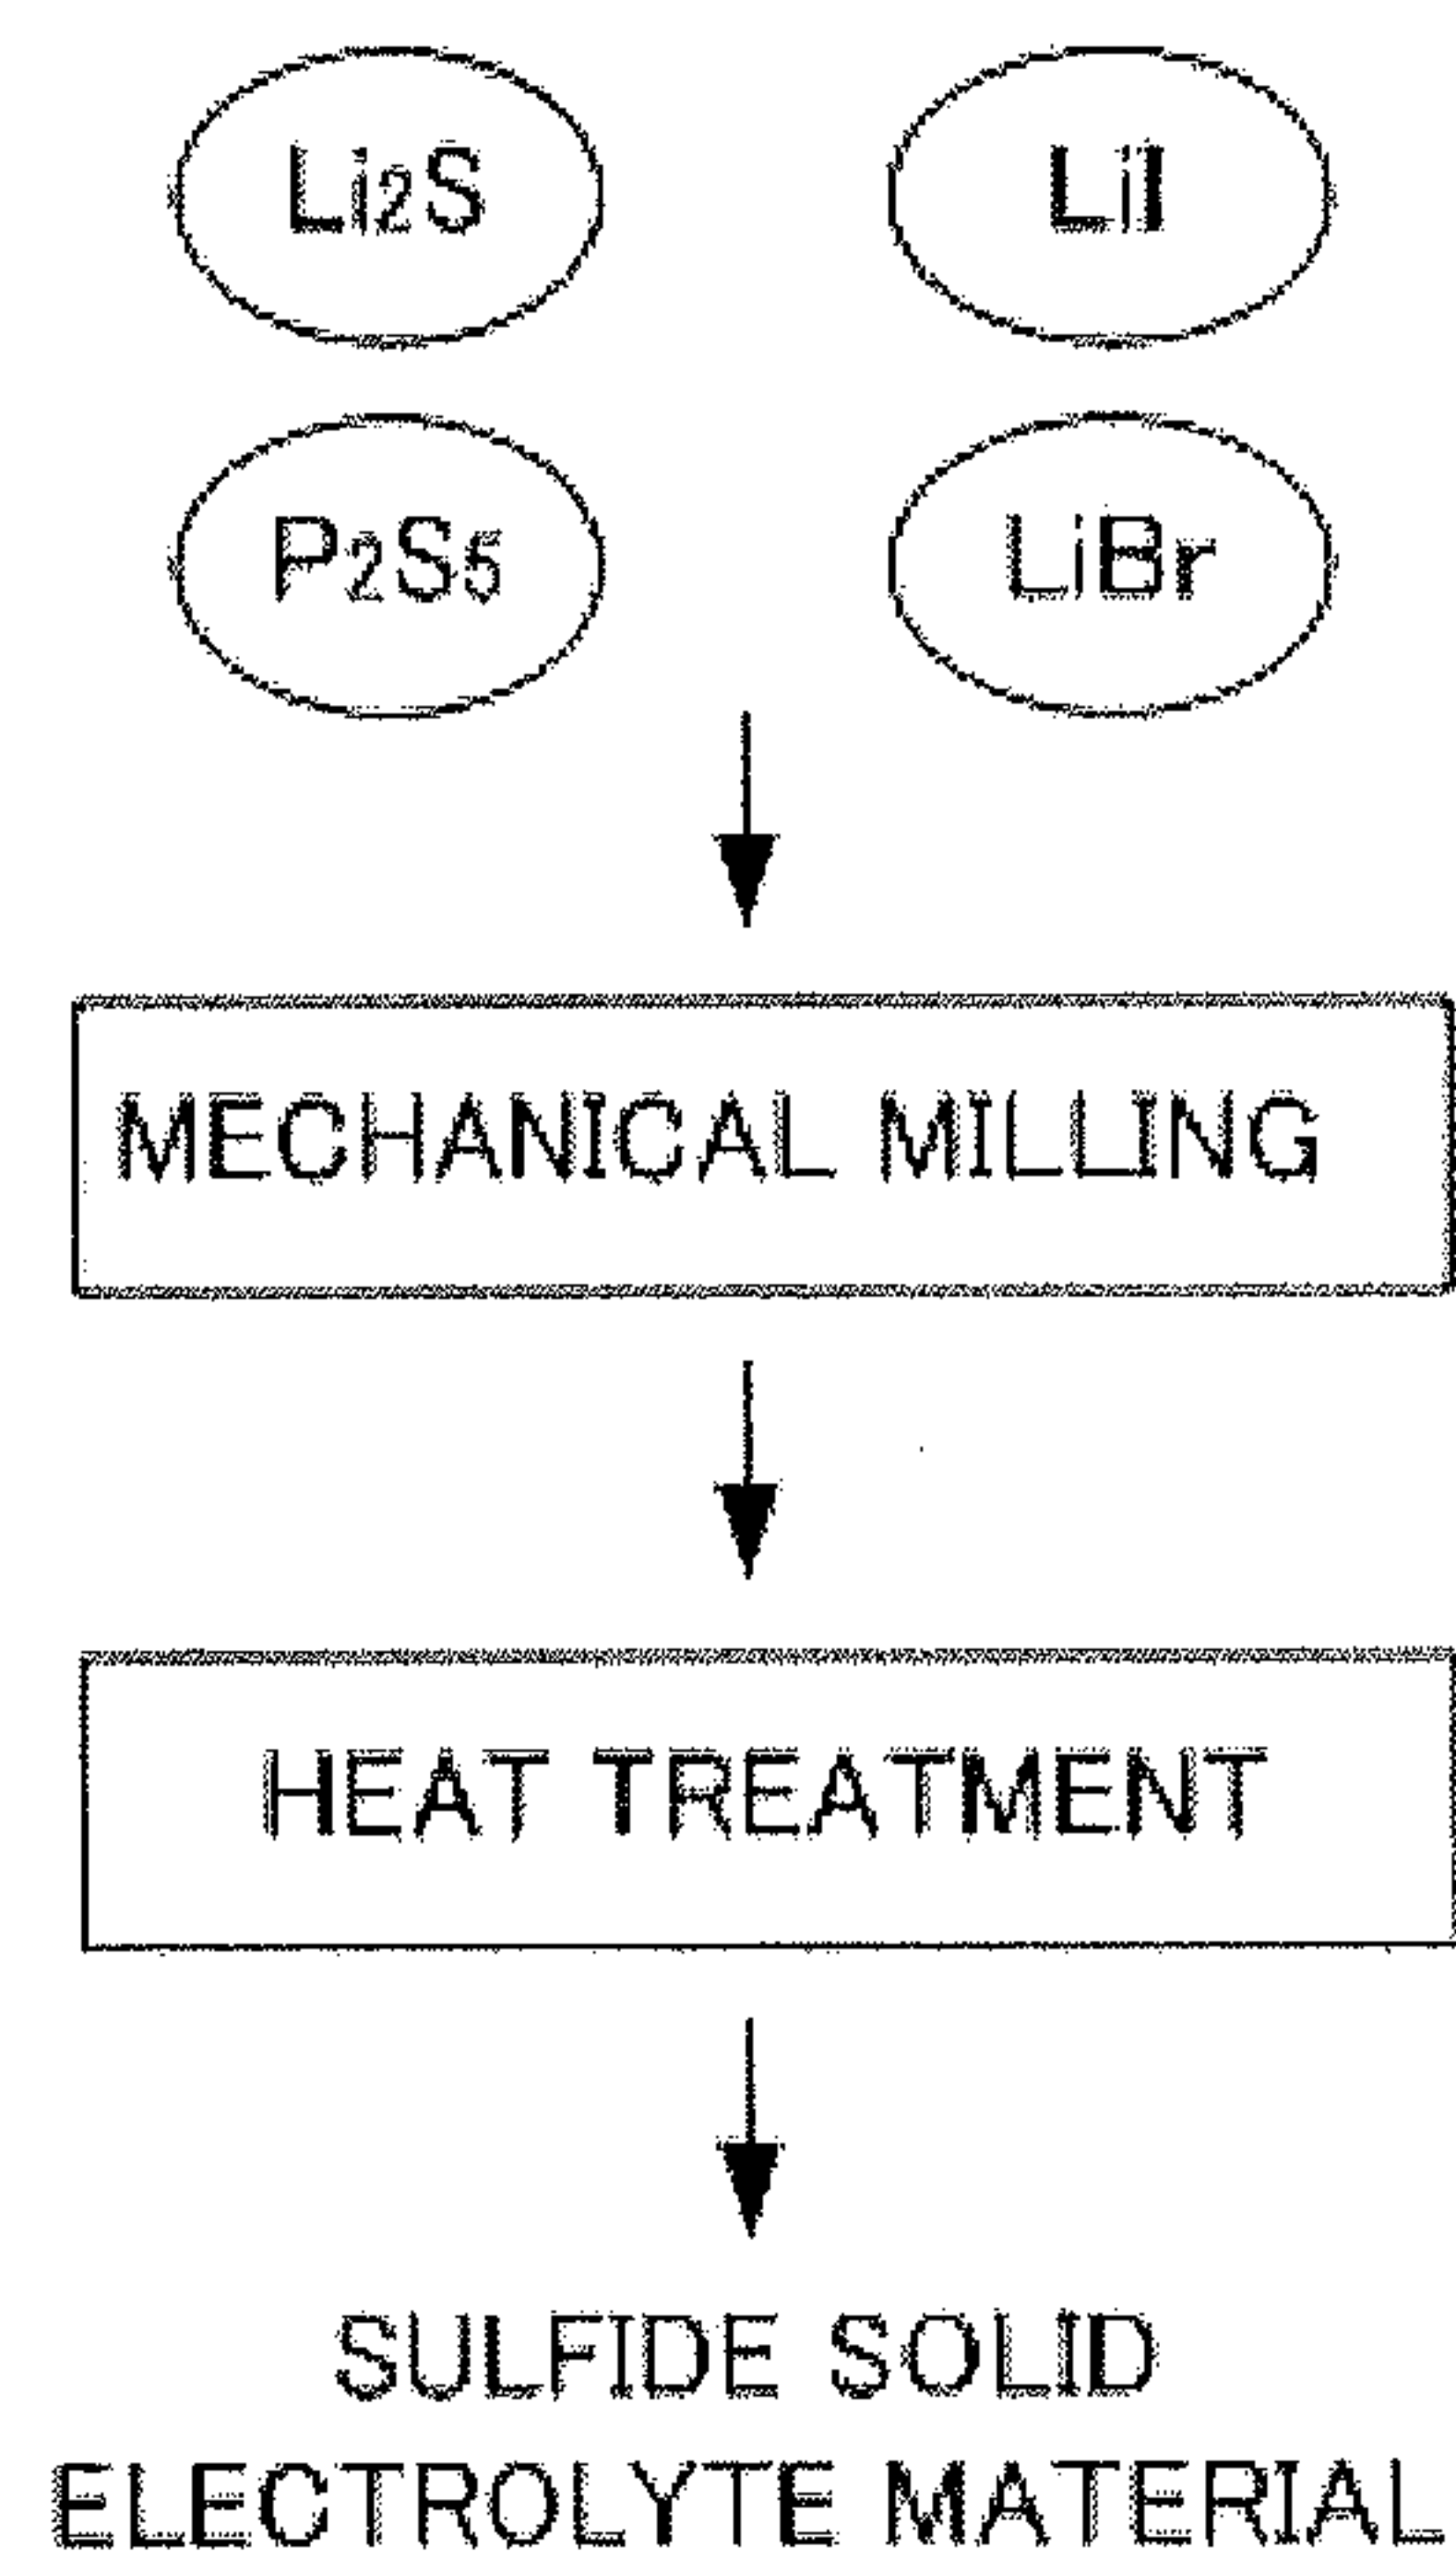 Li2S LiI
P2S5 LiBr
MECHANICAL MILLING
HEAT TREATMENT
SULFIDE SOLID
ELECTROLYTE MATERIAL